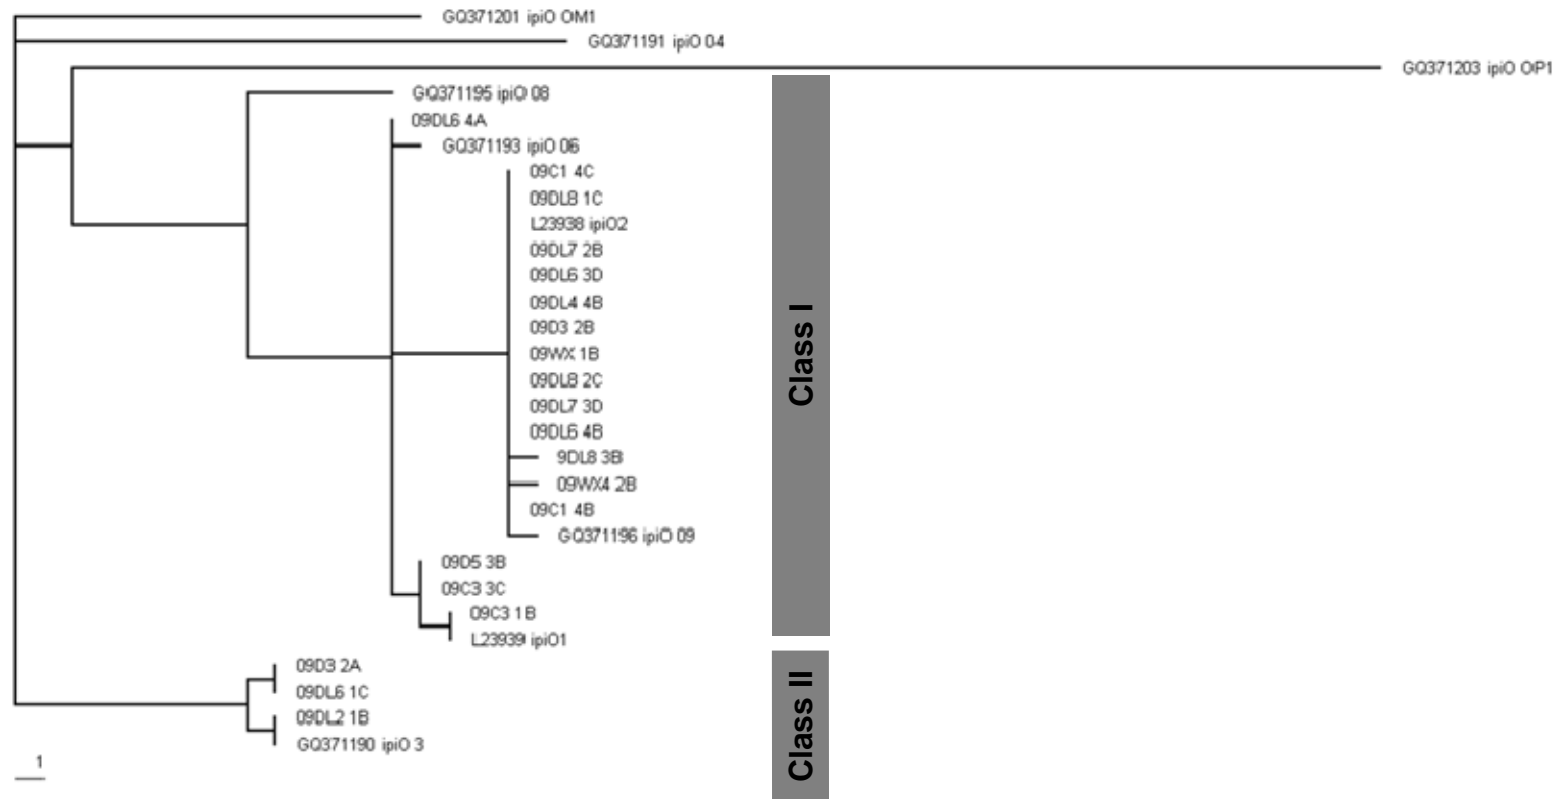 GQ371201 ipiO OM1
GQ371191 ipiO 04
GQ371203 ipiO OP1
GQ371195 ipiO 08
09DL6 4A
GQ371193 ipiO 06
09C1 4C
09DL8 1C
L23938 ipiO2
09DL7 2B
09DL6 3D
09DL4 4B
09D3 2B
09WX 1B
09DL8 2C
09DL7 3D
09DL6 4B
9DL8 3B
09WX4 2B
09C1 4B
GQ371196 ipiO 09
09D5 3B
09C3 3C
09C3 1B
L23939 ipiO1
09D3 2A
09DL6 1C
09DL2 1B
GQ371190 ipiO 3
1
Class I
Class II